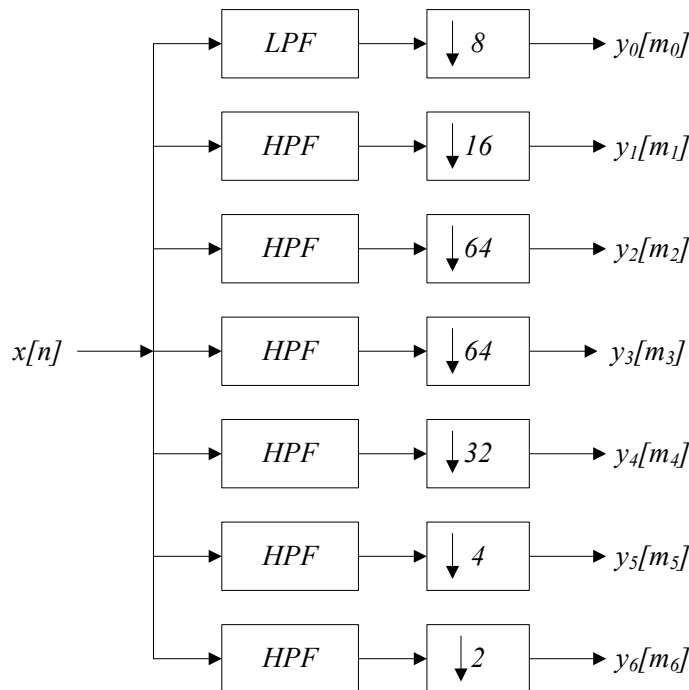 LPF 8 y0[m0]
HPF 16 y1[m1]
HPF 64 y2[m2]
x[n] HPF 64 y3[m3]
HPF 32 y4[m4]
HPF 4 y5[m5]
HPF 2 y6[m6]